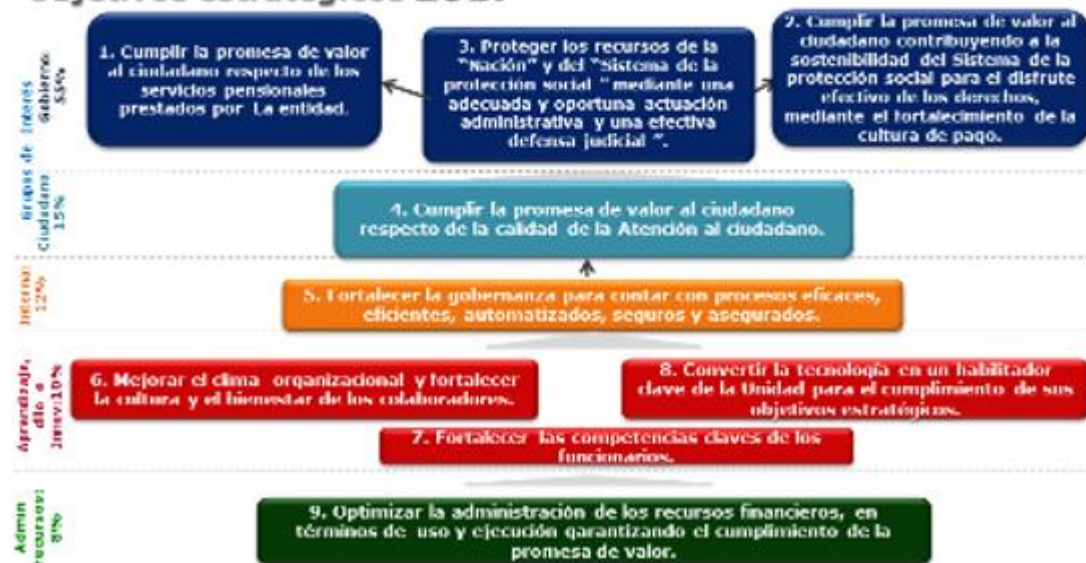 1. Cumplir la promesa de valor
al ciudadano respecto de los
servicios pensionales
prestados por La entidad.
3. Proteger los recursos de la
“Nación” y del “Sistema de la
protección social “mediante una
adecuada y oportuna actuación
administrativa y una efectiva
defensa judicial ”.
2. Cumplir la promesa de valor al
ciudadano contribuyendo a la
sostenibilidad del Sistema de la
protección social para el disfrute
efectivo de los derechos,
mediante el fortalecimiento de la
cultura de pago.
Grupos de Interes
Gobierno:
55%
Ciudadano
15%
4. Cumplir la promesa de valor al ciudadano
respecto de la calidad de la Atención al ciudadano.
Interna:
12%
5. Fortalecer la gobernanza para contar con procesos eficaces,
eficientes, automatizados, seguros y asegurados.
Aprendizaje,
Innov:10%
6. Mejorar el clima organizacional y fortalecer
la cultura y el bienestar de los colaboradores.
8. Convertir la tecnología en un habilitador
clave de la Unidad para el cumplimiento de sus
objetivos estratégicos.
7. Fortalecer las competencias claves de los
funcionarios.
Admin
recursos:
8%
9. Optimizar la administración de los recursos financieros, en
términos de uso y ejecución garantizando el cumplimiento de la
promesa de valor.